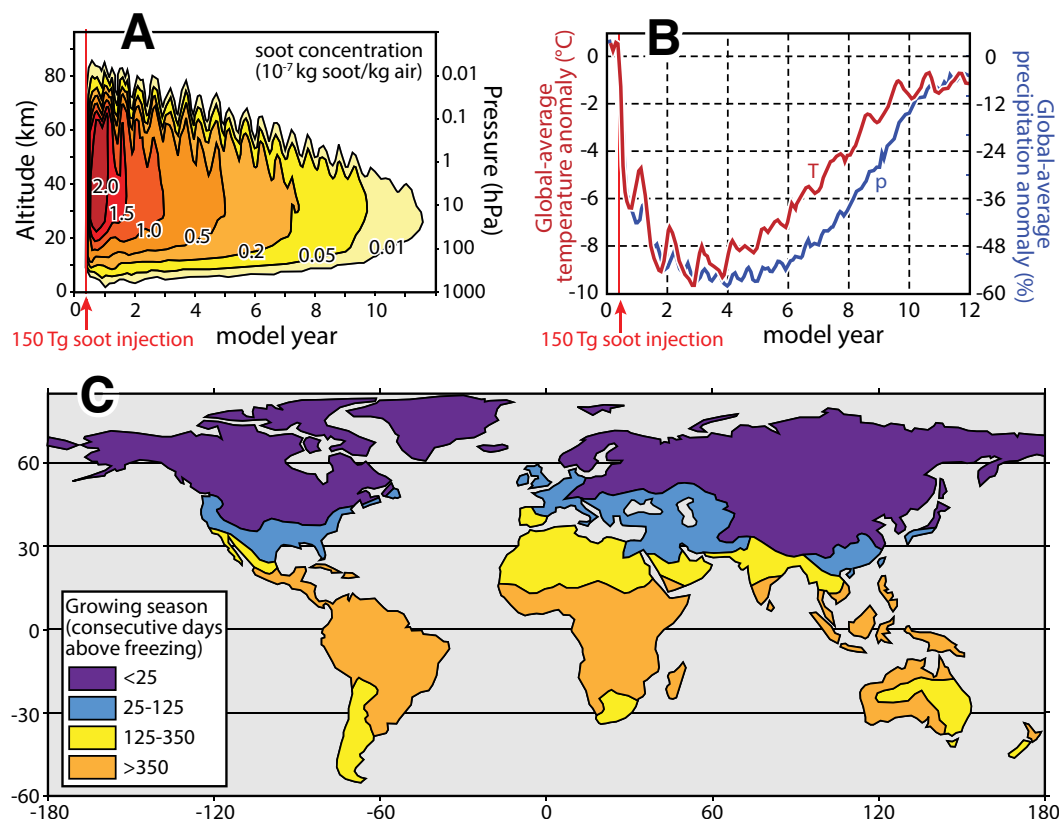 A
soot concentration
(10-7 kg soot/kg air)
Altitude (km)
80
60
40
20
0
2.0
1.5
1.0
0.5
0.2
0.05
0.01
0.01
0.1
1
10
100
1000
Pressure (hPa)
0
2
4
6
8
10
model year
150 Tg soot injection
B
Global-average
temperature anomaly (°C)
0
-2
-4
-6
-8
-10
T
p
0
-12
-24
-36
-48
-60
Global-average
precipitation anomaly (%)
0
2
4
6
8
10
12
model year
150 Tg soot injection
C
60
30
0
-30
-60
Growing season
(consecutive days
above freezing)
<25
25-125
125-350
>350
-180
-120
-60
0
60
120
180